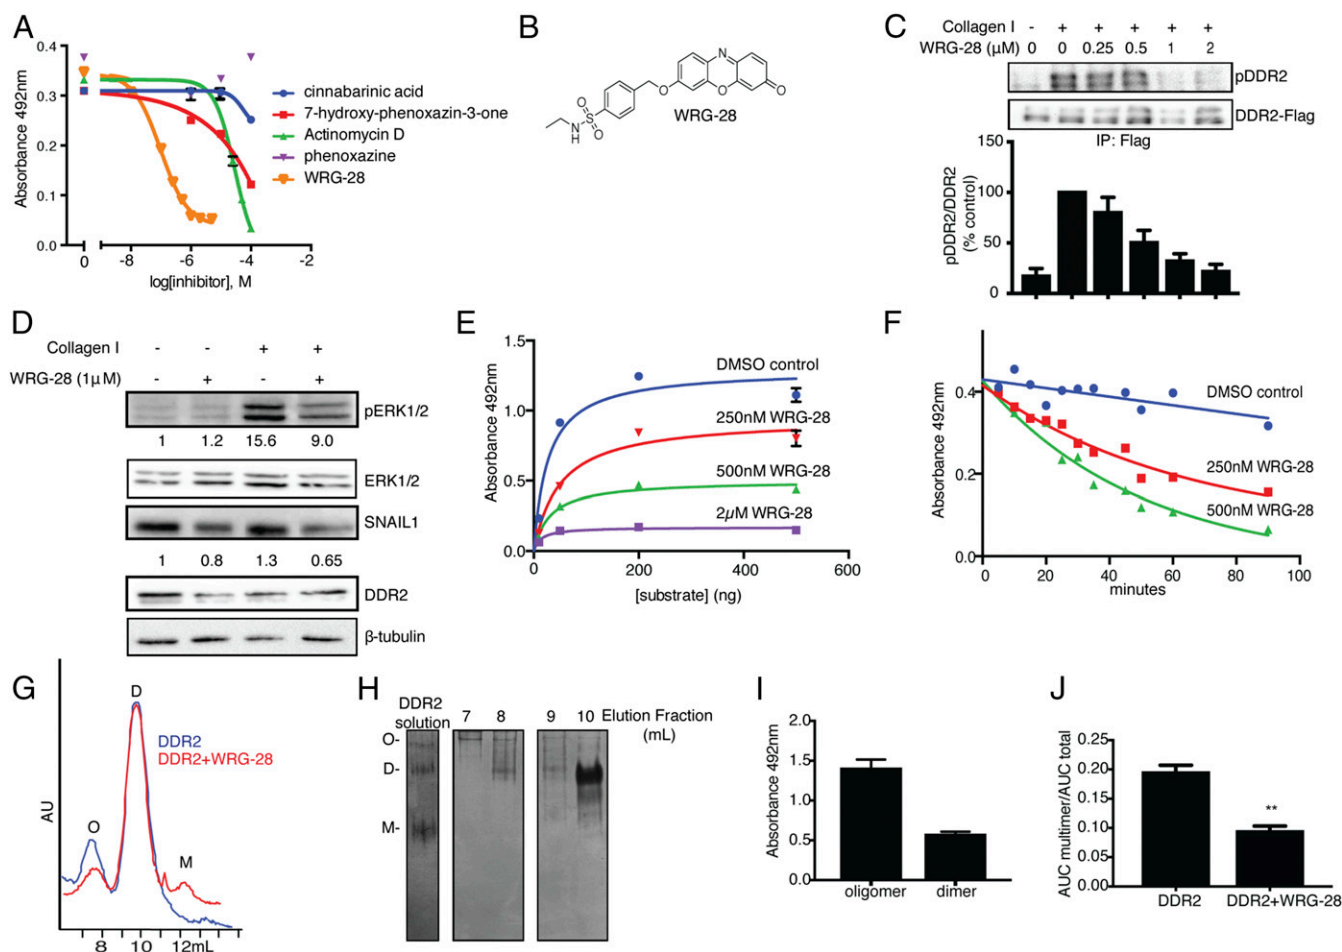 A
0.4
0.3
0.2
0.1
0.0
Absorbance 492nm
0
-8
-6
-4
-2
log[inhibitor], M
cinnabarinic acid
7-hydroxy-phenoxazin-3-one
Actinomycin D
phenoxazine
WRG-28
B
N
O
O
O
O
S
O
N
H
WRG-28
C
Collagen I - + + + + +
WRG-28 (µM) 0 0 0.25 0.5 1 2
pDDR2
DDR2-Flag
IP: Flag
150
100
50
0
pDDR2/DDR2
(% control)
D
Collagen I - - + +
WRG-28 (1µM) - + - +
pERK1/2
1 1.2 15.6 9.0
ERK1/2
SNAIL1
1 0.8 1.3 0.65
DDR2
β-tubulin
E
1.5
1.0
0.5
0.0
Absorbance 492nm
DMSO control
250nM WRG-28
500nM WRG-28
2µM WRG-28
0 200 400 600
[substrate] (ng)
F
0.4
0.2
0.0
Absorbance 492nm
DMSO control
250nM WRG-28
500nM WRG-28
0 20 40 60 80 100
minutes
G
D
DDR2
DDR2+WRG-28
O
M
AU
8 10 12mL
H
DDR2
solution
7 8 9 10 Elution Fraction
(mL)
O-
D-
M-
I
2.0
1.5
1.0
0.5
0.0
Absorbance 492nm
oligomer dimer
J
0.25
0.20
0.15
0.10
0.05
0.00
AUC multimer/AUC total
**
DDR2 DDR2+WRG-28